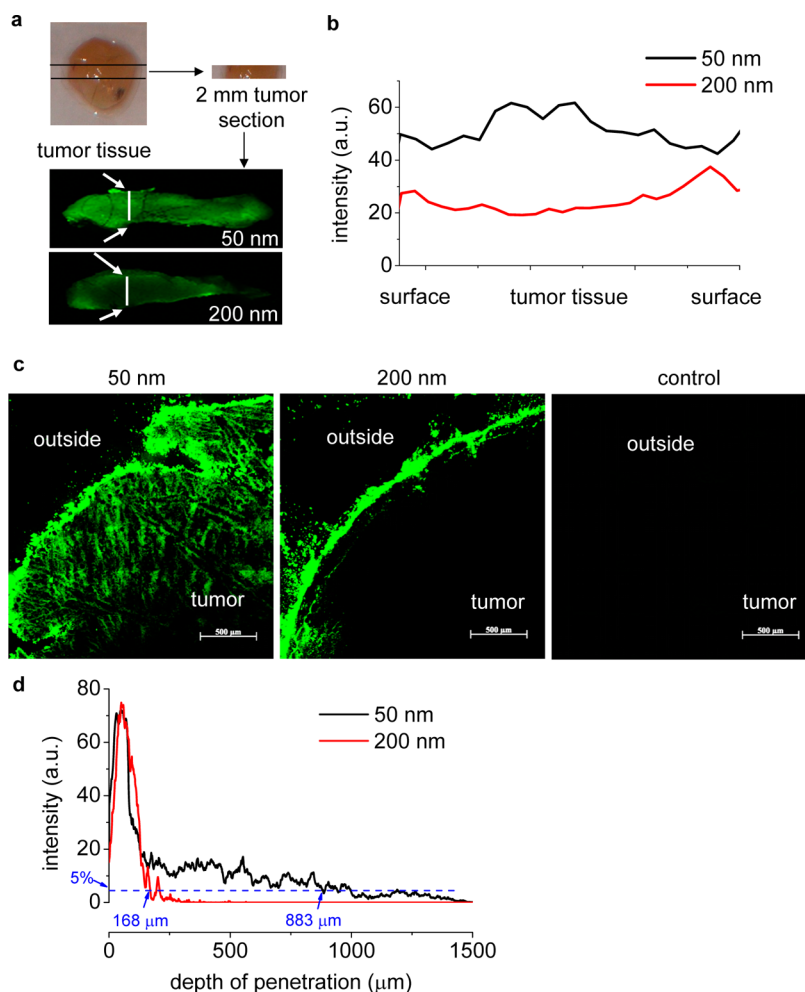 a
2 mm tumor
section
tumor tissue
50 nm
200 nm
b
50 nm
200 nm
intensity (a.u.)
60
40
20
0
surface tumor tissue surface
c
50 nm 200 nm control
outside outside outside
tumor tumor tumor
500 μm 500 μm 500 μm
d
50 nm
200 nm
intensity (a.u.)
80
60
40
20
5%
0
168 μm 883 μm
0 500 1000 1500
depth of penetration (μm)